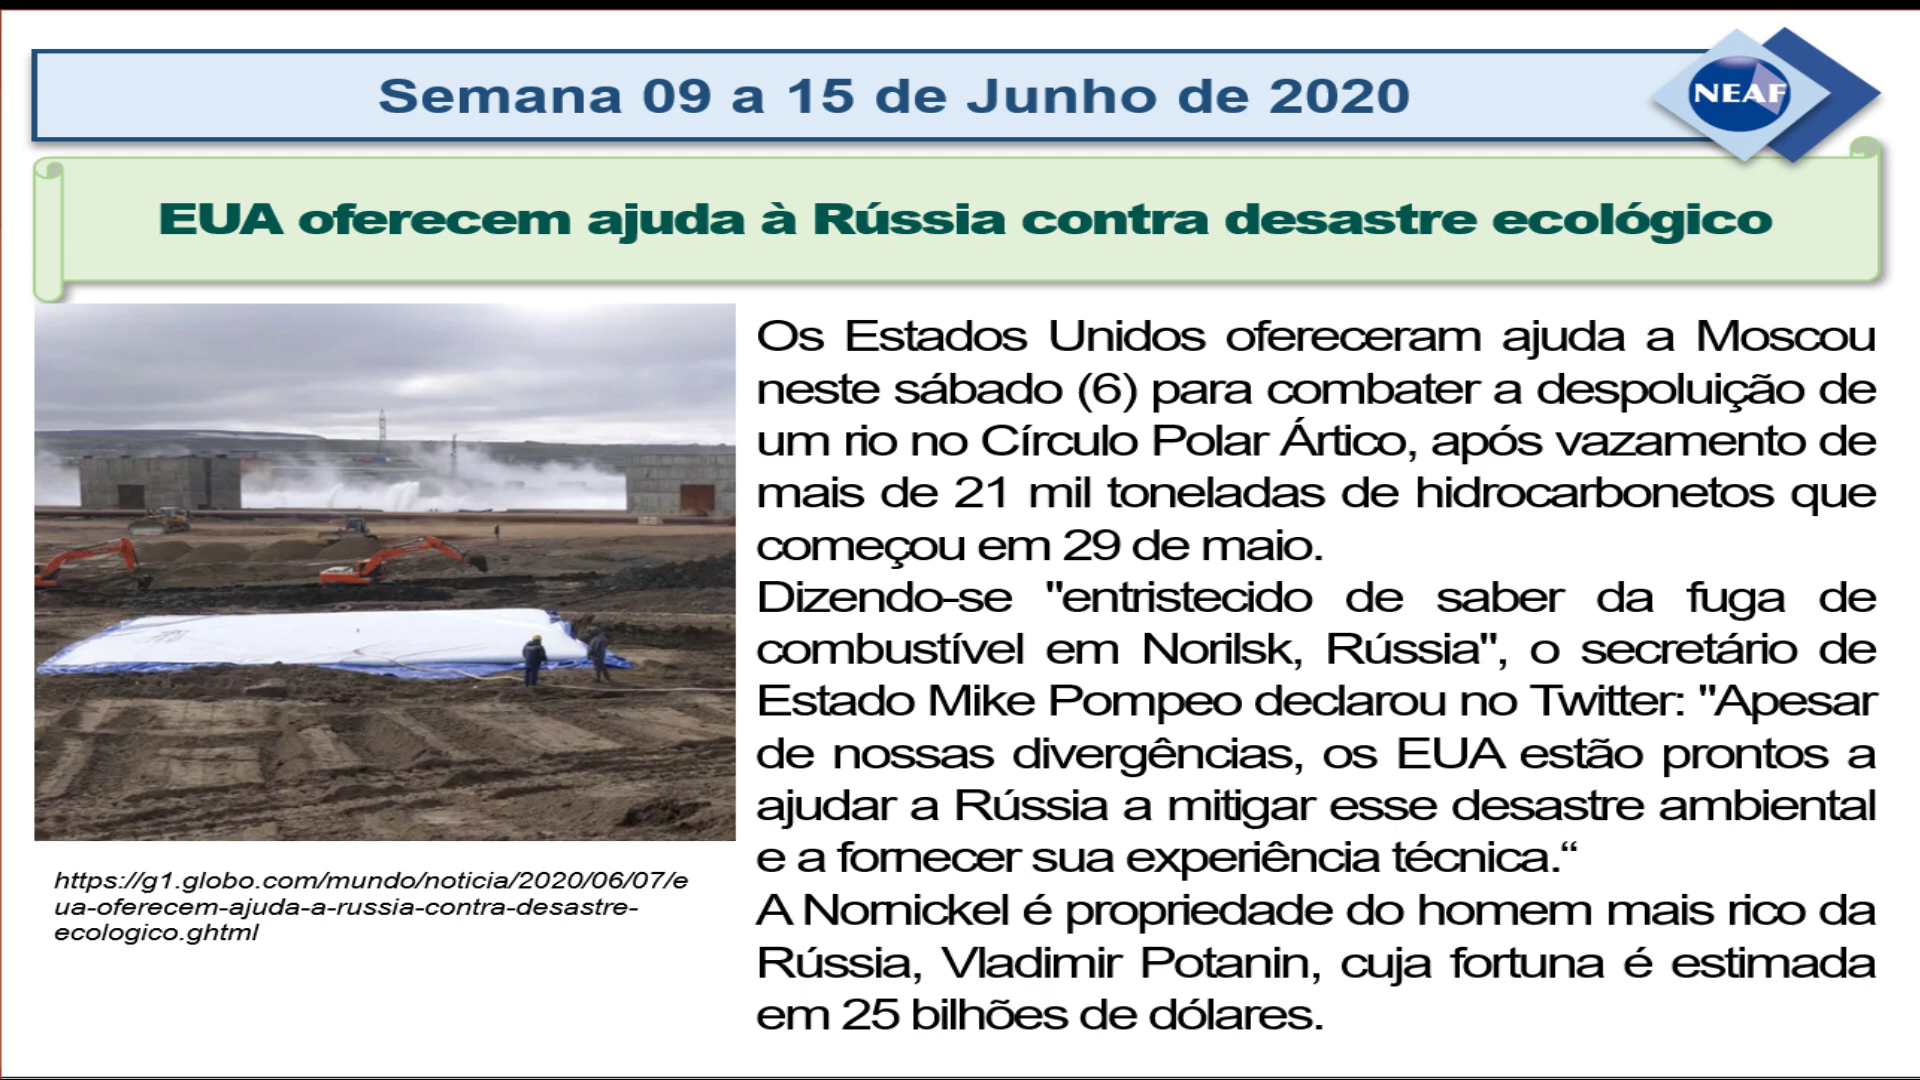 Semana 09 a 15 de Junho de 2020
NEAF
EUA oferecem ajuda à Rússia contra desastre ecológico
Os Estados Unidos ofereceram ajuda a Moscou
neste sábado (6) para combater a despoluição de
um rio no Círculo Polar Ártico, após vazamento de
mais de 21 mil toneladas de hidrocarbonetos que
começou em 29 de maio.
Dizendo-se "entristecido de saber da fuga de
combustível em Norilsk, Rússia", o secretário de
Estado Mike Pompeo declarou no Twitter: "Apesar
de nossas divergências, os EUA estão prontos a
ajudar a Rússia a mitigar esse desastre ambiental
e a fornecer sua experiência técnica.“
A Nornickel é propriedade do homem mais rico da
Rússia, Vladimir Potanin, cuja fortuna é estimada
em 25 bilhões de dólares.
https://g1.globo.com/mundo/noticia/2020/06/07/e
ua-oferecem-ajuda-a-russia-contra-desastre-
ecologico.ghtml